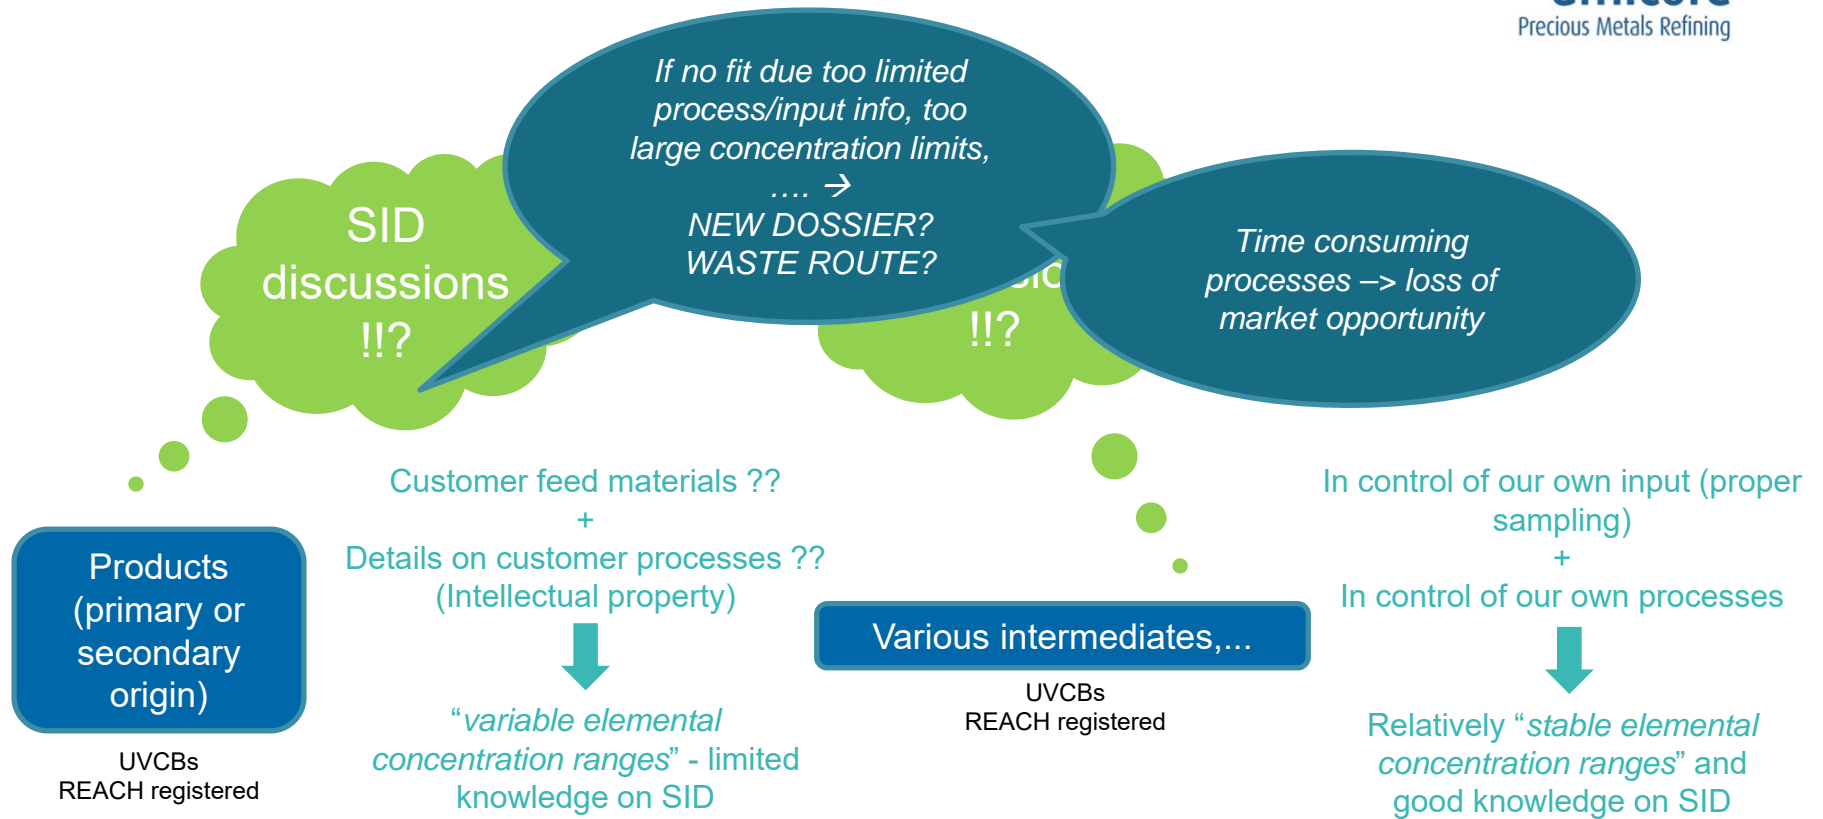 Precious Metals Refining
If no fit due too limited
process/input info, too
large concentration limits,
.... →
NEW DOSSIER?
WASTE ROUTE?
SID
discussions
!!?
!!?
Time consuming
processes –> loss of
market opportunity
Customer feed materials ??
+
Details on customer processes ??
(Intellectual property)
In control of our own input (proper
sampling)
+
In control of our own processes
Products
(primary or
secondary
origin)
UVCBs
REACH registered
“variable elemental
concentration ranges” - limited
knowledge on SID
Various intermediates,...
UVCBs
REACH registered
Relatively “stable elemental
concentration ranges” and
good knowledge on SID